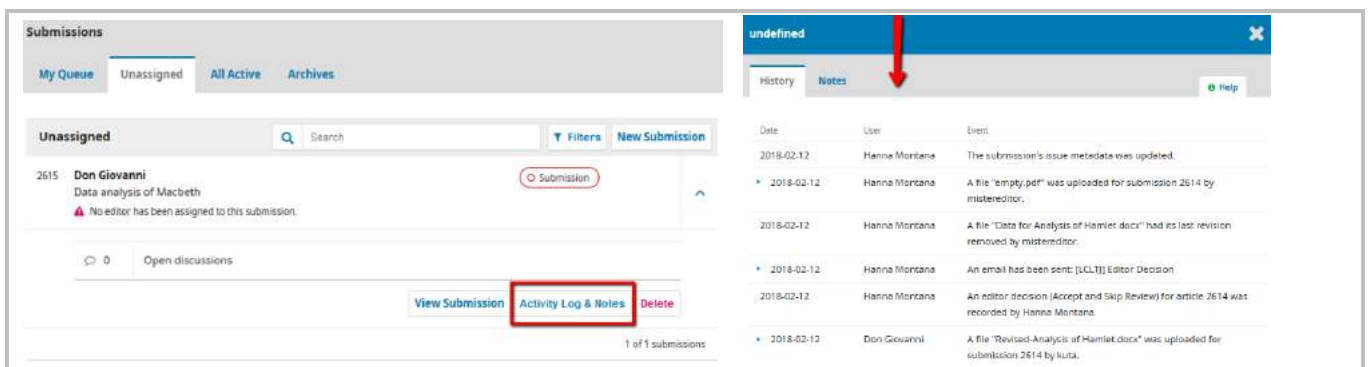 Submissions
My Queue Unassigned All Active Archives
Unassigned Search Filters New Submission
2615 Don Giovanni Submission
Data analysis of Macbeth
No editor has been assigned to this submission.
0 Open discussions
View Submission Activity Log & Notes Delete
1 of 1 submissions
undefined
History Notes
Help
Date User Event
2018-02-12 Hanna Montana The submission's issue metadata was updated.
2018-02-12 Hanna Montana A file "empty.pdf" was uploaded for submission 2614 by
mistereditor.
2018-02-12 Hanna Montana A file "Data for Analysis of Hamlet.docx" had its last revision
removed by mistereditor.
2018-02-12 Hanna Montana An email has been sent: [LCLTJ] Editor Decision
2018-02-12 Hanna Montana An editor decision (Accept and Skip Review) for article 2614 was
recorded by Hanna Montana.
2018-02-12 Don Giovanni A file "Revised-Analysis of Hamlet.docx" was uploaded for
submission 2614 by kuta.